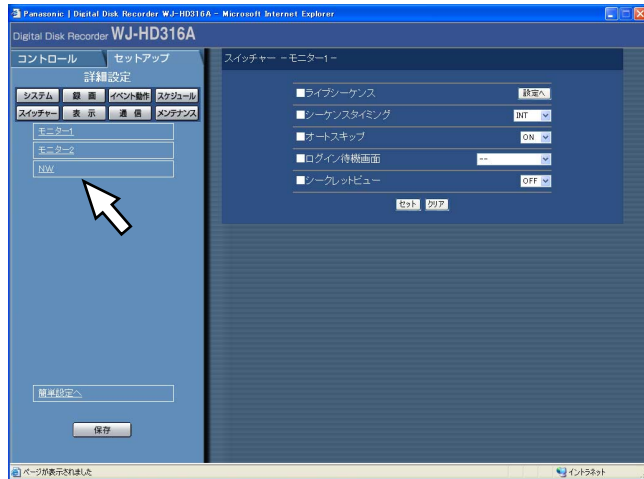 Panasonic | Digital Disk Recorder WJ-HD316A - Microsoft Internet Explorer
Digital Disk Recorder WJ-HD316A
コントロール セットアップ
詳細設定
システム 録 画 イベント動作 スケジュール
スイッチャー 表 示 通 信 メンテナンス
モニター1
モニター2
NW
簡単設定へ
保存
スイッチャー －モニター1－
■ライブシーケンス 設定へ
■シーケンスタイミング INT
■オートスキップ ON
■ログイン待機画面 --
■シークレットビュー OFF
セット クリア
ページが表示されました イントラネット